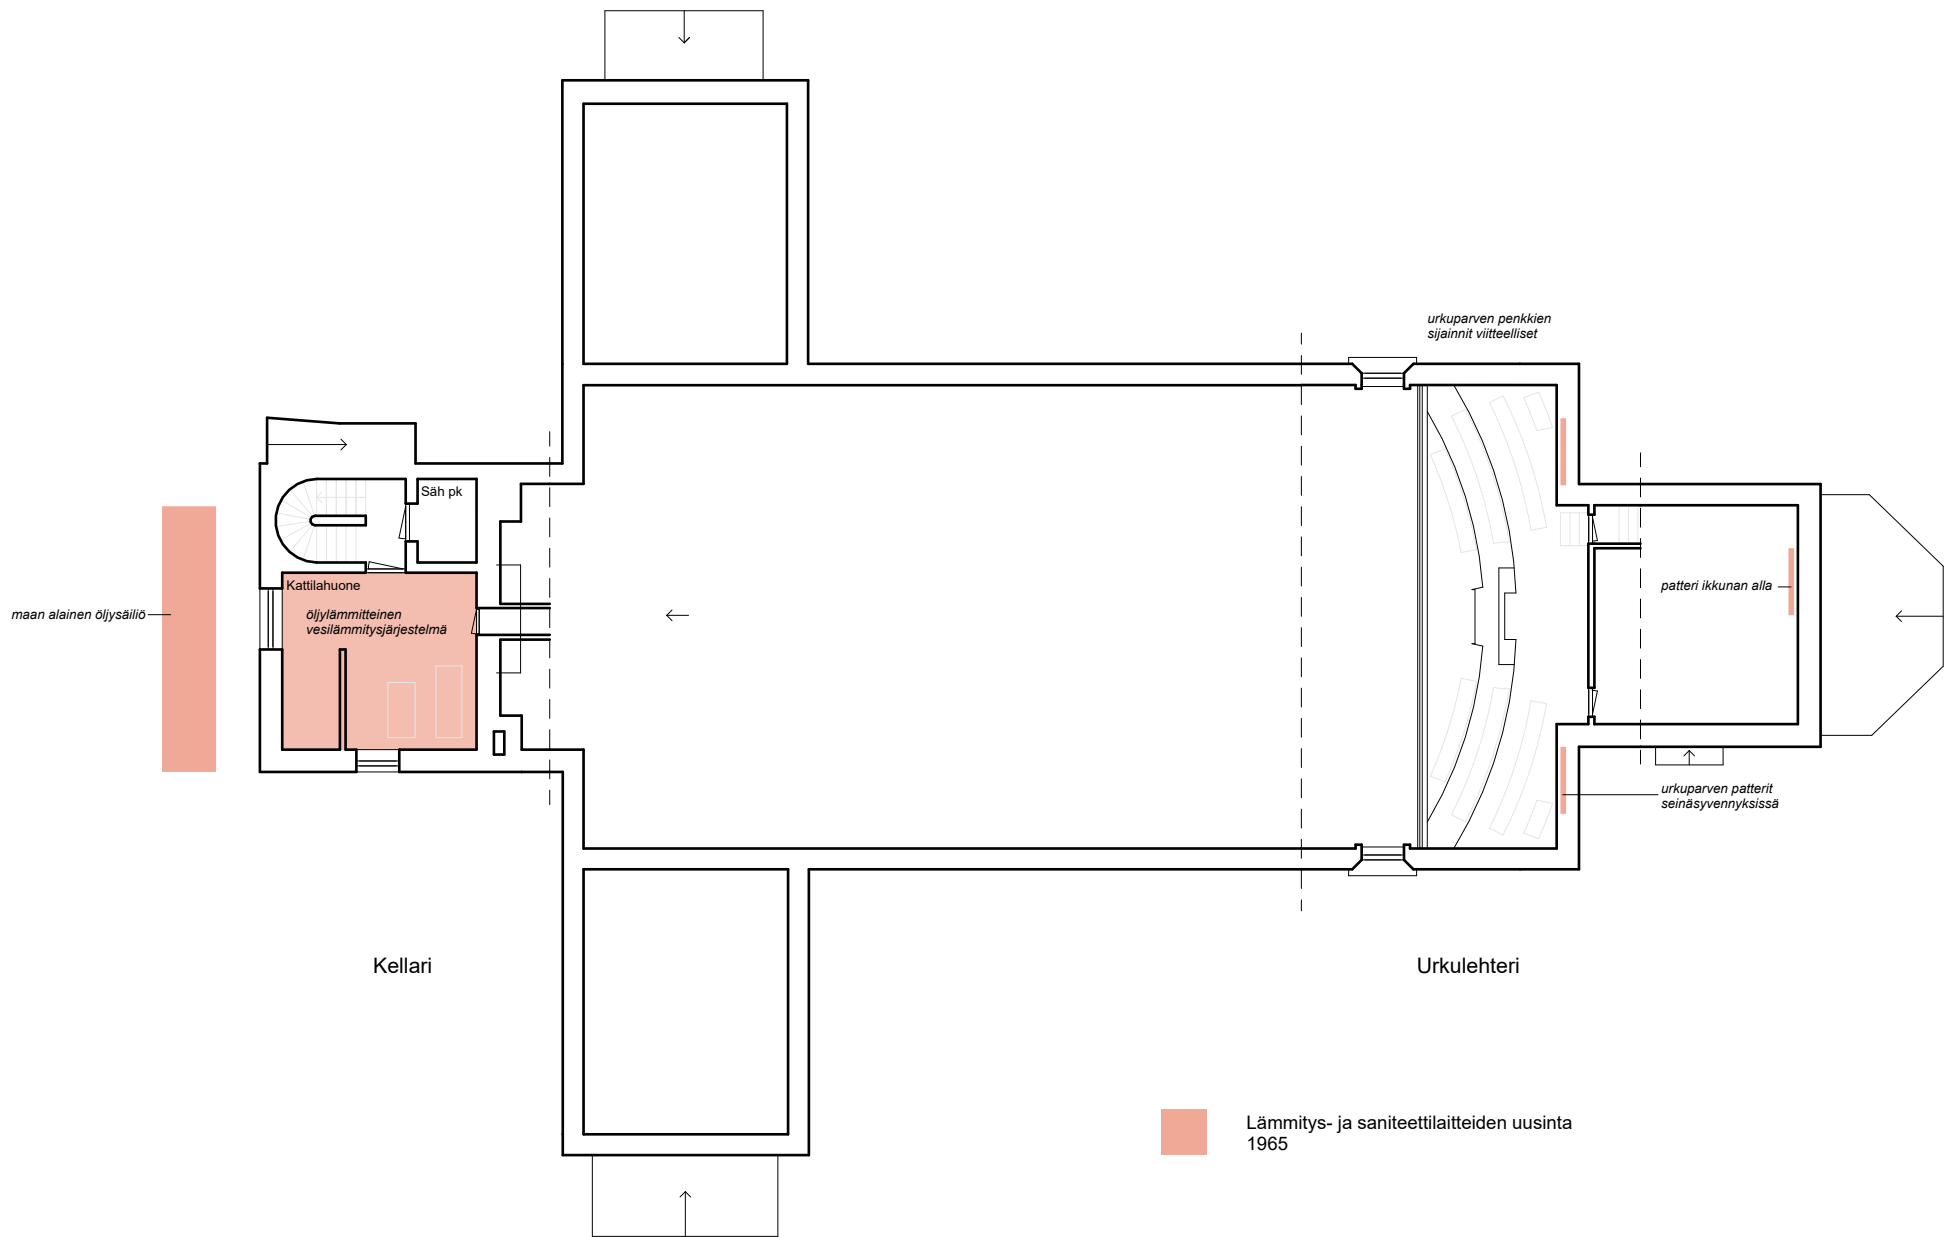 urkuparven penkkien
sijainnit viitteelliset
Säh pk
Kattilahuone
maan alainen öljysäiliö
öljylämmitteinen
vesilämmitysjärjestelmä
patteri ikkunan alla
urkuparven patterit
seinäsyvennyksissä
Kellari
Urkulehteri
Lämmitys- ja saniteettilaitteiden uusinta
1965